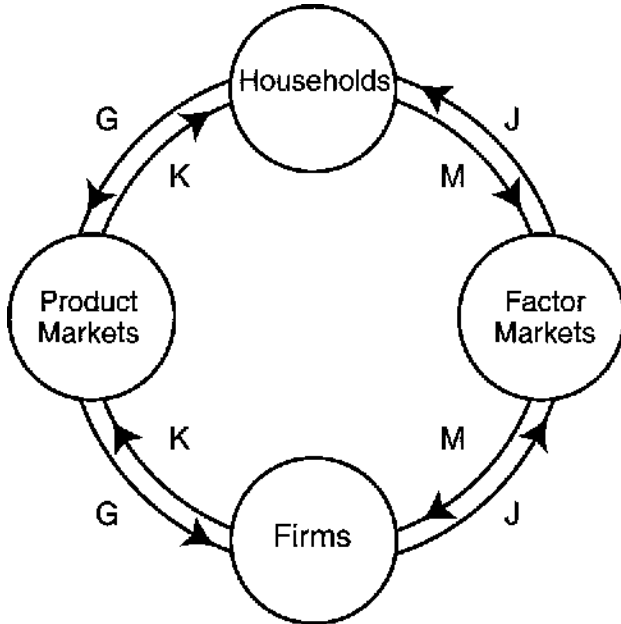 Households
G
J
K
M
Product
Markets
Factor
Markets
K
M
G
J
Firms